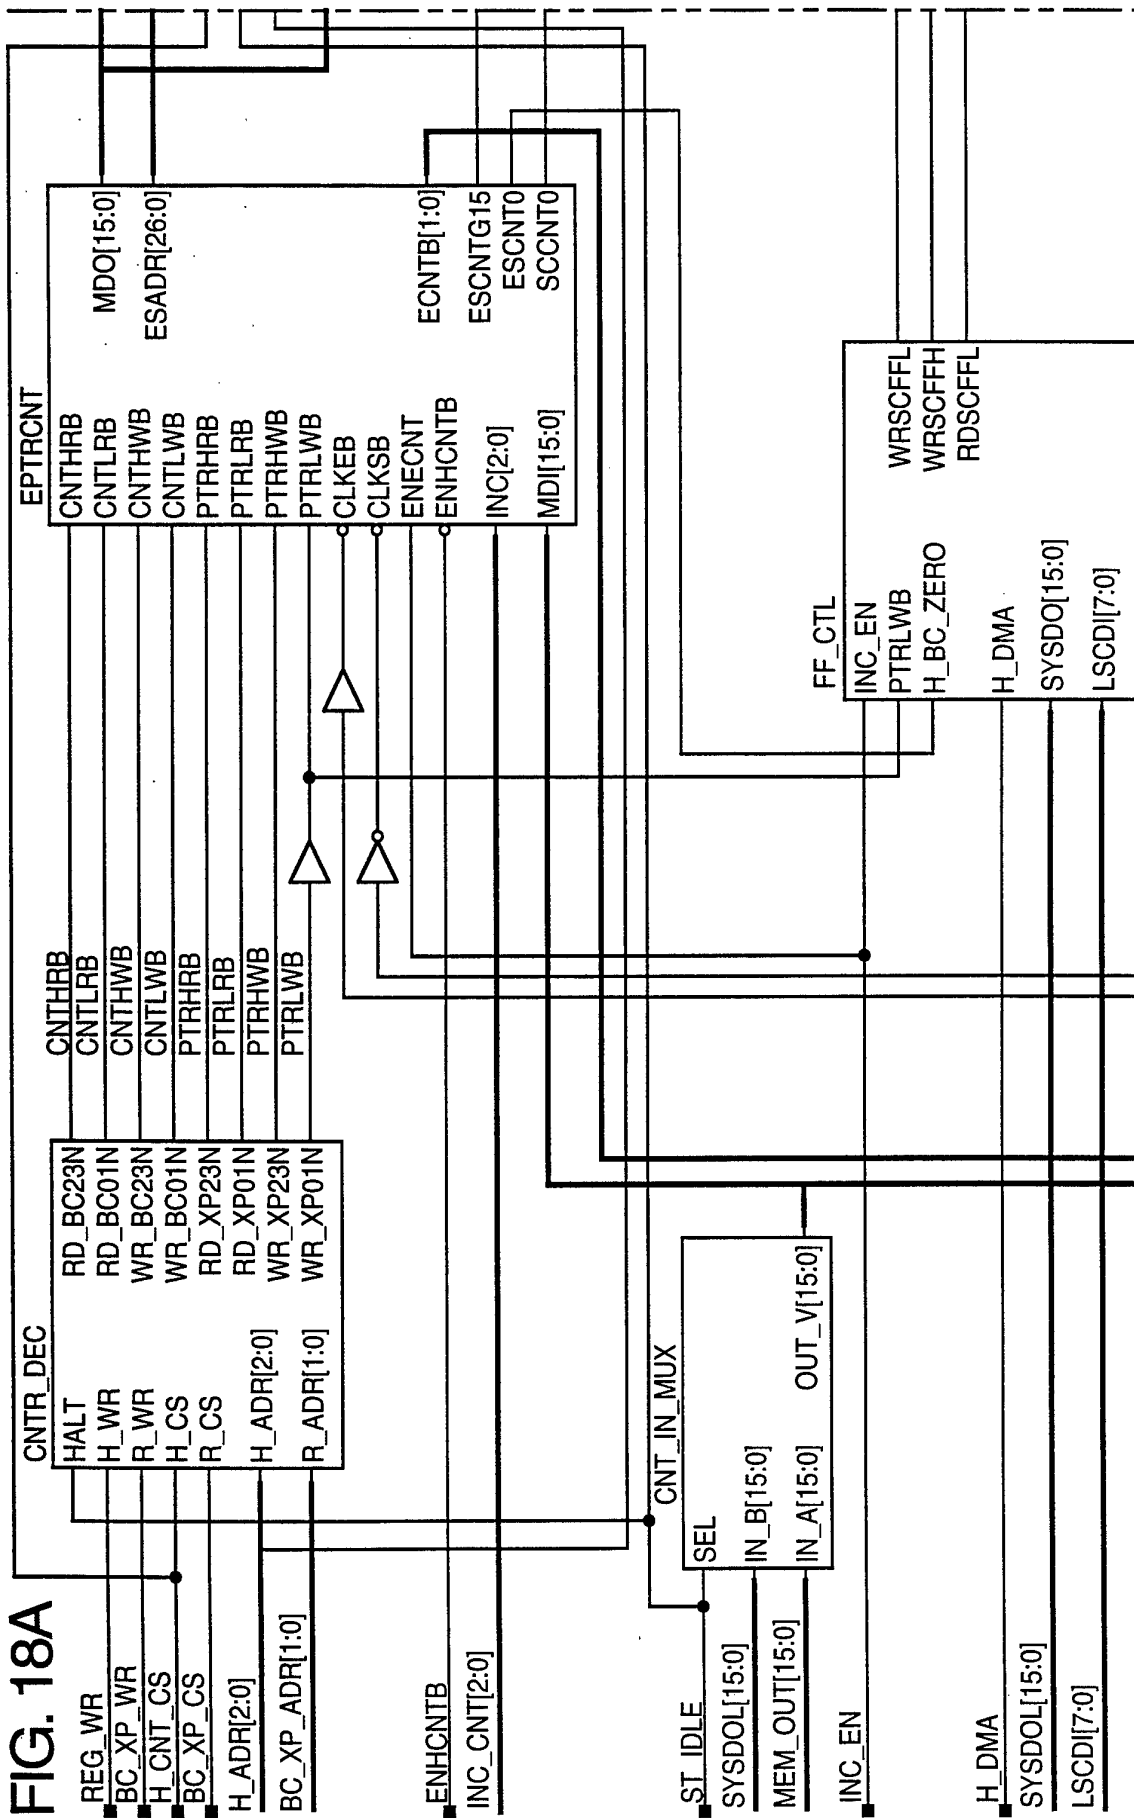 FIG. 18A
REG_WR
BC_XP_WR
H_CNT_CS
BC_XP_CS
H_ADR[2:0]
BC_XP_ADR[1:0]
ENHCNTB
INC_CNT[2:0]
ST_IDLE
SYSDOL[15:0]
MEM_OUT[15:0]
INC_EN
H_DMA
SYSDOL[15:0]
LSCDI[7:0]
CNTR_DEC
HALT
H_WR
R_WR
H_CS
R_CS
H_ADR[2:0]
R_ADR[1:0]
RD_BC23N
RD_BC01N
WR_BC23N
WR_BC01N
RD_XP23N
RD_XP01N
WR_XP23N
WR_XP01N
CNT_IN_MUX
SEL
IN_B[15:0]
IN_A[15:0]
OUT_V[15:0]
CNTHRB
CNTLRB
CNTHWB
CNTLWB
PTRHRB
PTRLRB
PTRHWB
PTRLWB
EPTRCNT
CNTHRB
CNTLRB
CNTHWB
CNTLWB
PTRHRB
PTRLRB
PTRHWB
PTRLWB
CLKEB
CLKSB
ENECNT
ENHCNTB
INC[2:0]
MDI[15:0]
MDO[15:0]
ESADR[26:0]
ECNTB[1:0]
ESCNTG15
ESCNT0
SCCNT0
FF_CTL
INC_EN
PTRLWB
H_BC_ZERO
H_DMA
SYSDO[15:0]
LSCDI[7:0]
WRSCFFL
WRSCFFH
RDSCFFL